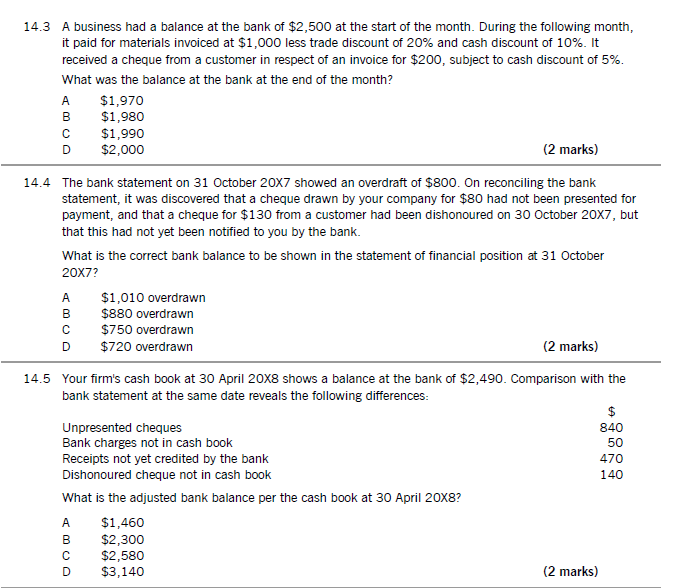 14.3 A business had a balance at the bank of $2,500 at the start of the month. During the following month,
it paid for materials invoiced at $1,000 less trade discount of 20% and cash discount of 10%. It
received a cheque from a customer in respect of an invoice for $200, subject to cash discount of 5%.
What was the balance at the bank at the end of the month?
A $1,970
B $1,980
C $1,990
D $2,000 (2 marks)
14.4 The bank statement on 31 October 20X7 showed an overdraft of $800. On reconciling the bank
statement, it was discovered that a cheque drawn by your company for $80 had not been presented for
payment, and that a cheque for $130 from a customer had been dishonoured on 30 October 20X7, but
that this had not yet been notified to you by the bank.
What is the correct bank balance to be shown in the statement of financial position at 31 October
20X7?
A $1,010 overdrawn
B $880 overdrawn
C $750 overdrawn
D $720 overdrawn (2 marks)
14.5 Your firm's cash book at 30 April 20X8 shows a balance at the bank of $2,490. Comparison with the
bank statement at the same date reveals the following differences:
$
Unpresented cheques 840
Bank charges not in cash book 50
Receipts not yet credited by the bank 470
Dishonoured cheque not in cash book 140
What is the adjusted bank balance per the cash book at 30 April 20X8?
A $1,460
B $2,300
C $2,580
D $3,140 (2 marks)